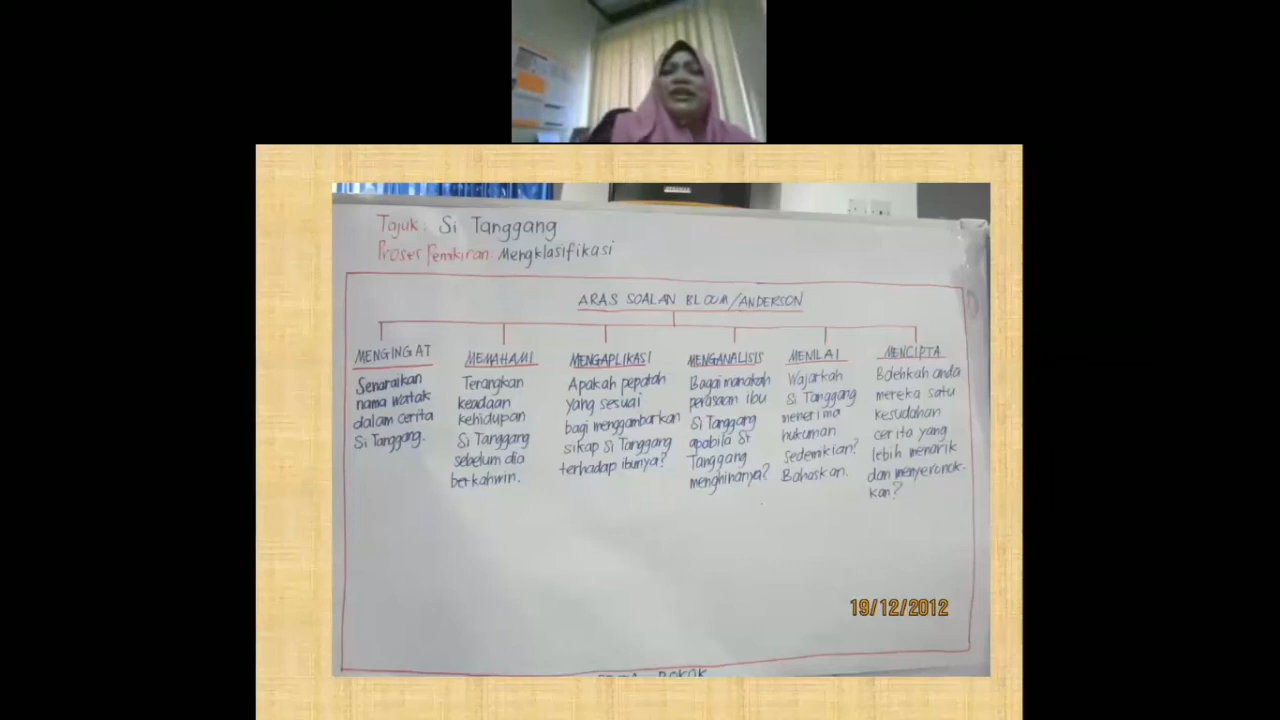 Tajuk: Si Tanggang
Proses Pemikiran: Mengklasifikasi
ARAS SOALAN BLOOM/ANDERSON
MENGINGAT
Senaraikan
nama watak
dalam cerita
Si Tanggang.
MEMAHAMI
Terangkan
keadaan
kehidupan
Si Tanggang
sebelum dia
berkahwin.
MENGAPLIKASI
Apakah pepatah
yang sesuai
bagi menggambarkan
sikap Si Tanggang
terhadap ibunya?
MENGANALISIS
Bagaimanakah
perasaan ibu
Si Tanggang
apabila Si
Tanggang
menghinanya?
MENILAI
Wajarkah
Si Tanggang
menerima
hukuman
sedemikian?
Bahaskan.
MENCIPTA
Bolehkah anda
mereka satu
kesudahan
cerita yang
lebih menarik
dan menyeronok-
kan?
19/12/2012
POKOK